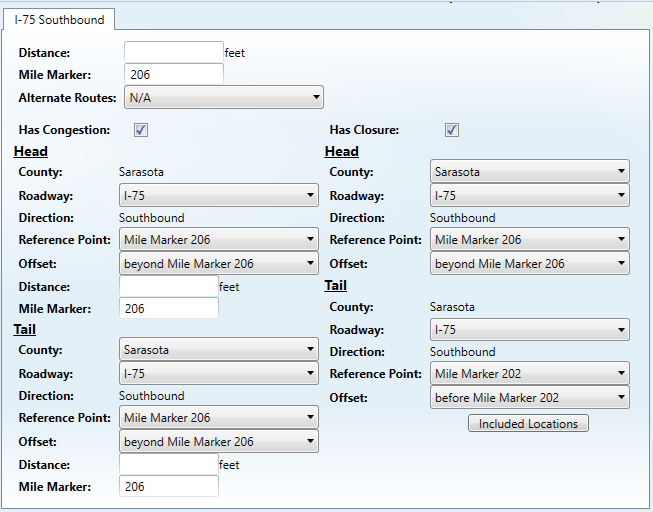 I-75 Southbound
Distance: feet
Mile Marker: 206
Alternate Routes: N/A
Has Congestion:
Head
County: Sarasota
Roadway: I-75
Direction: Southbound
Reference Point: Mile Marker 206
Offset: beyond Mile Marker 206
Distance: feet
Mile Marker: 206
Tail
County: Sarasota
Roadway: I-75
Direction: Southbound
Reference Point: Mile Marker 206
Offset: beyond Mile Marker 206
Distance: feet
Mile Marker: 206
Has Closure:
Head
County: Sarasota
Roadway: I-75
Direction: Southbound
Reference Point: Mile Marker 206
Offset: beyond Mile Marker 206
Tail
County: Sarasota
Roadway: I-75
Direction: Southbound
Reference Point: Mile Marker 202
Offset: before Mile Marker 202
Included Locations